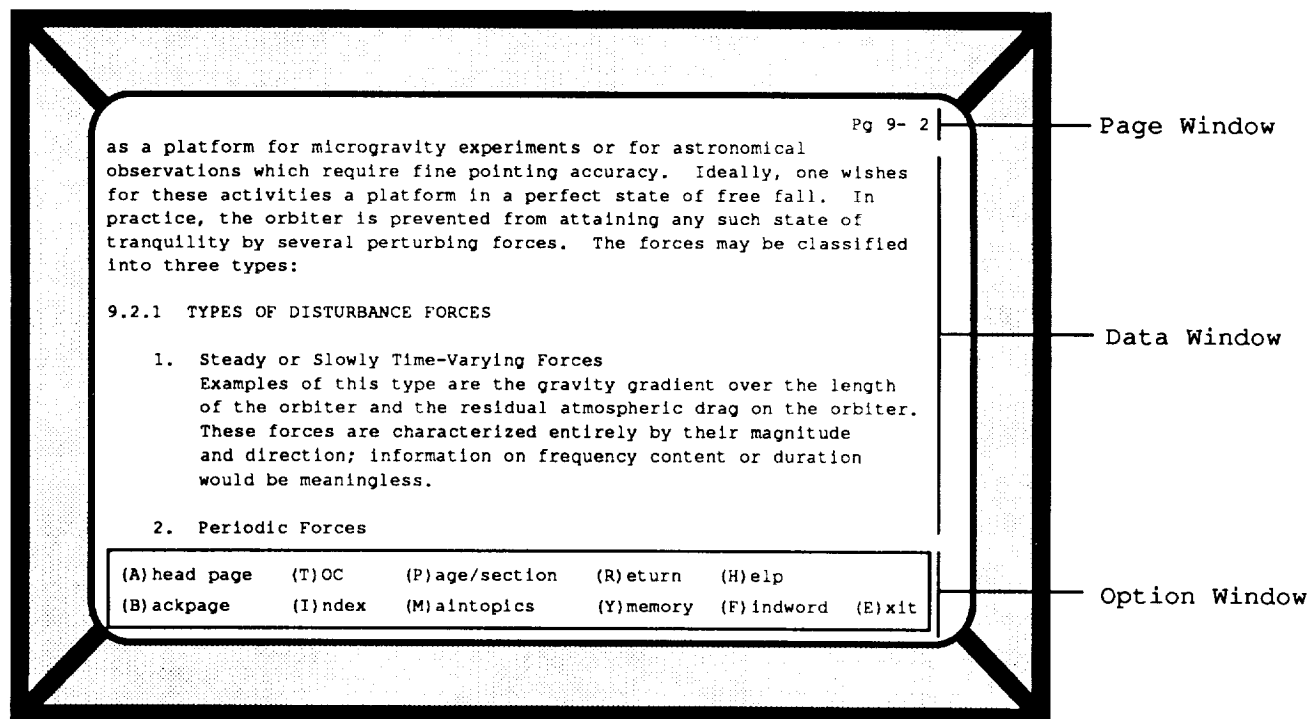 Pg 9- 2
Page Window
as a platform for microgravity experiments or for astronomical
observations which require fine pointing accuracy.  Ideally, one wishes
for these activities a platform in a perfect state of free fall.  In
practice, the orbiter is prevented from attaining any such state of
tranquility by several perturbing forces.  The forces may be classified
into three types:
9.2.1  TYPES OF DISTURBANCE FORCES
Data Window
1.  Steady or Slowly Time-Varying Forces
Examples of this type are the gravity gradient over the length
of the orbiter and the residual atmospheric drag on the orbiter.
These forces are characterized entirely by their magnitude
and direction; information on frequency content or duration
would be meaningless.
2.  Periodic Forces
(A)head page  (T)OC  (P)age/section  (R)eturn  (H)elp
(B)ackpage  (I)ndex  (M)aintopics  (Y)memory  (F)indword  (E)xit
Option Window